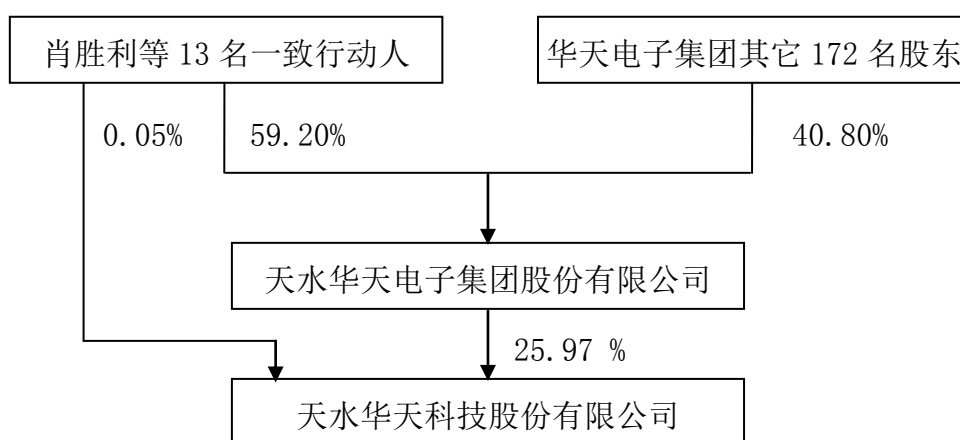 肖胜利等 13 名一致行动人
华天电子集团其它 172 名股东
0.05%
59.20%
40.80%
天水华天电子集团股份有限公司
25.97 %
天水华天科技股份有限公司